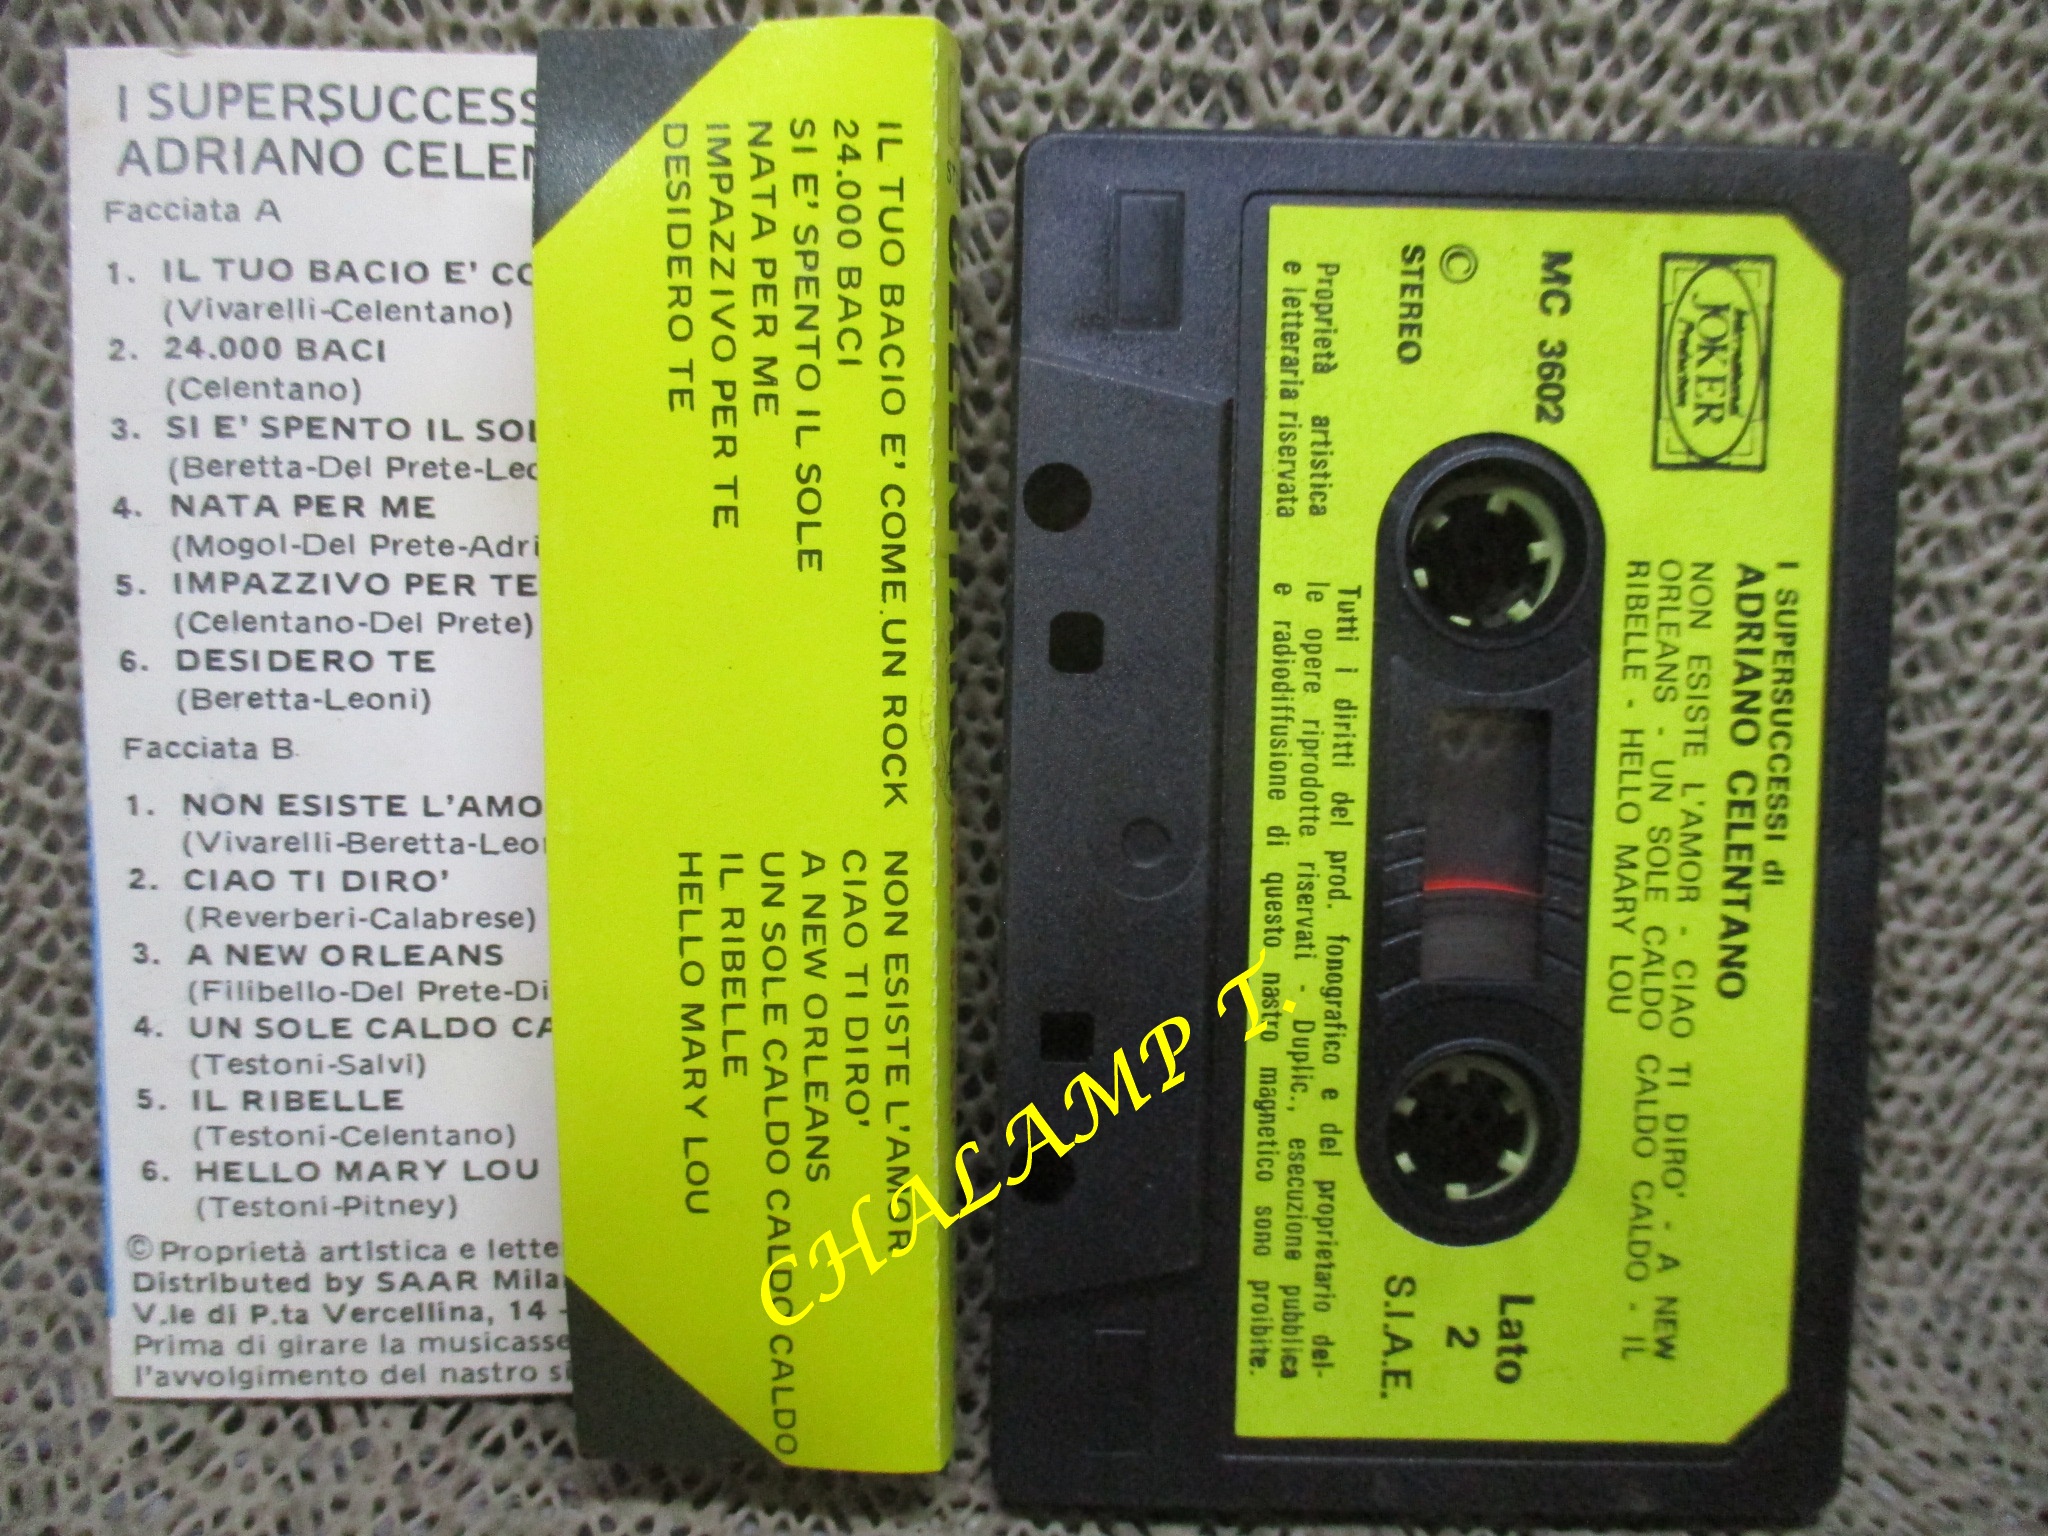 I SUPERSUCCESS
ADRIANO CELEN
Facciata A
1. IL TUO BACIO E' CO
(Vivarelli-Celentano)
2. 24.000 BACI
(Celentano)
3. SI E' SPENTO IL SOL
(Beretta-Del Prete-Leo
4. NATA PER ME
(Mogol-Del Prete-Adri
5. IMPAZZIVO PER TE
(Celentano-Del Prete)
6. DESIDERO TE
(Beretta-Leoni)
Facciata B
1. NON ESISTE L'AMO
(Vivarelli-Beretta-Leo
2. CIAO TI DIRO'
(Reverberi-Calabrese)
3. A NEW ORLEANS
(Filibello-Del Prete-Di
4. UN SOLE CALDO CA
(Testoni-Salvi)
5. IL RIBELLE
(Testoni-Celentano)
6. HELLO MARY LOU
(Testoni-Pitney)
© Proprietà artistica e lette
Distributed by SAAR Mila
V.le di P.ta Vercellina, 14 -
Prima di girare la musicasse
l'avvolgimento del nastro si
IL TUO BACIO E' COME UN ROCK
24.000 BACI
SI E' SPENTO IL SOLE
NATA PER ME
IMPAZZIVO PER TE
DESIDERO TE
NON ESISTE L'AMOR
CIAO TI DIRO'
A NEW ORLEANS
UN SOLE CALDO CALDO CALDO
IL RIBELLE
HELLO MARY LOU
I SUPERSUCCESSI di
ADRIANO CELENTANO
NON ESISTE L'AMOR - CIAO TI DIRO' - A NEW
ORLEANS - UN SOLE CALDO CALDO CALDO - IL
RIBELLE - HELLO MARY LOU
International
JOKER
Production
MC 3602
©
STEREO
Lato
2
S.I.A.E.
Proprietà artistica
e letteraria riservata
Tutti i diritti del prod. fonografico e del proprietario del-
le opere riprodotte riservati - Duplic., esecuzione pubblica
e radiodiffusione di questo nastro magnetico sono proibite.
CHALAMP T.